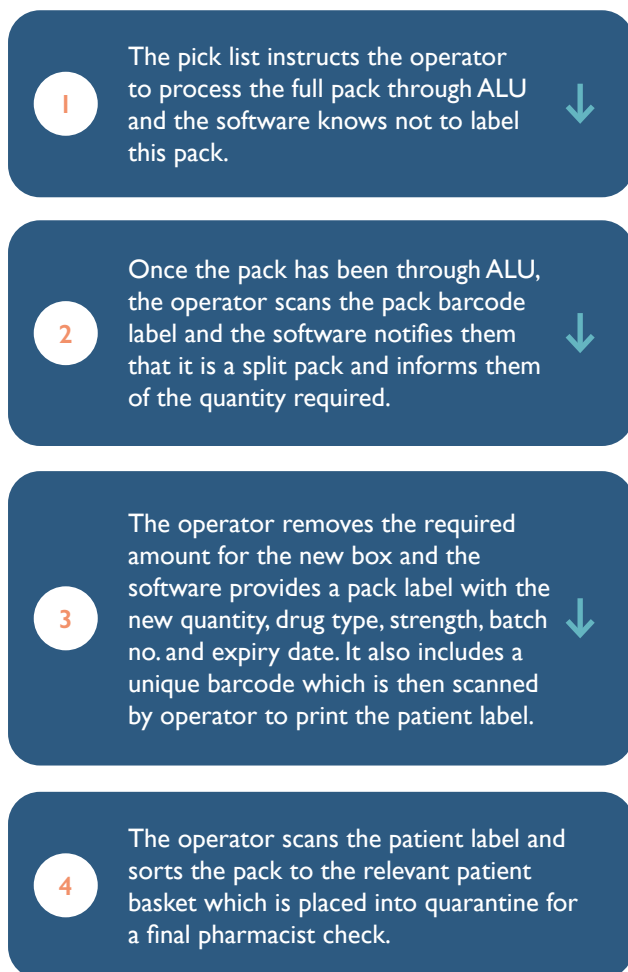 1
The pick list instructs the operator
to process the full pack through ALU
and the software knows not to label
this pack.
2
Once the pack has been through ALU,
the operator scans the pack barcode
label and the software notifies them
that it is a split pack and informs them
of the quantity required.
3
The operator removes the required
amount for the new box and the
software provides a pack label with the
new quantity, drug type, strength, batch
no. and expiry date. It also includes a
unique barcode which is then scanned
by operator to print the patient label.
4
The operator scans the patient label and
sorts the pack to the relevant patient
basket which is placed into quarantine for
a final pharmacist check.